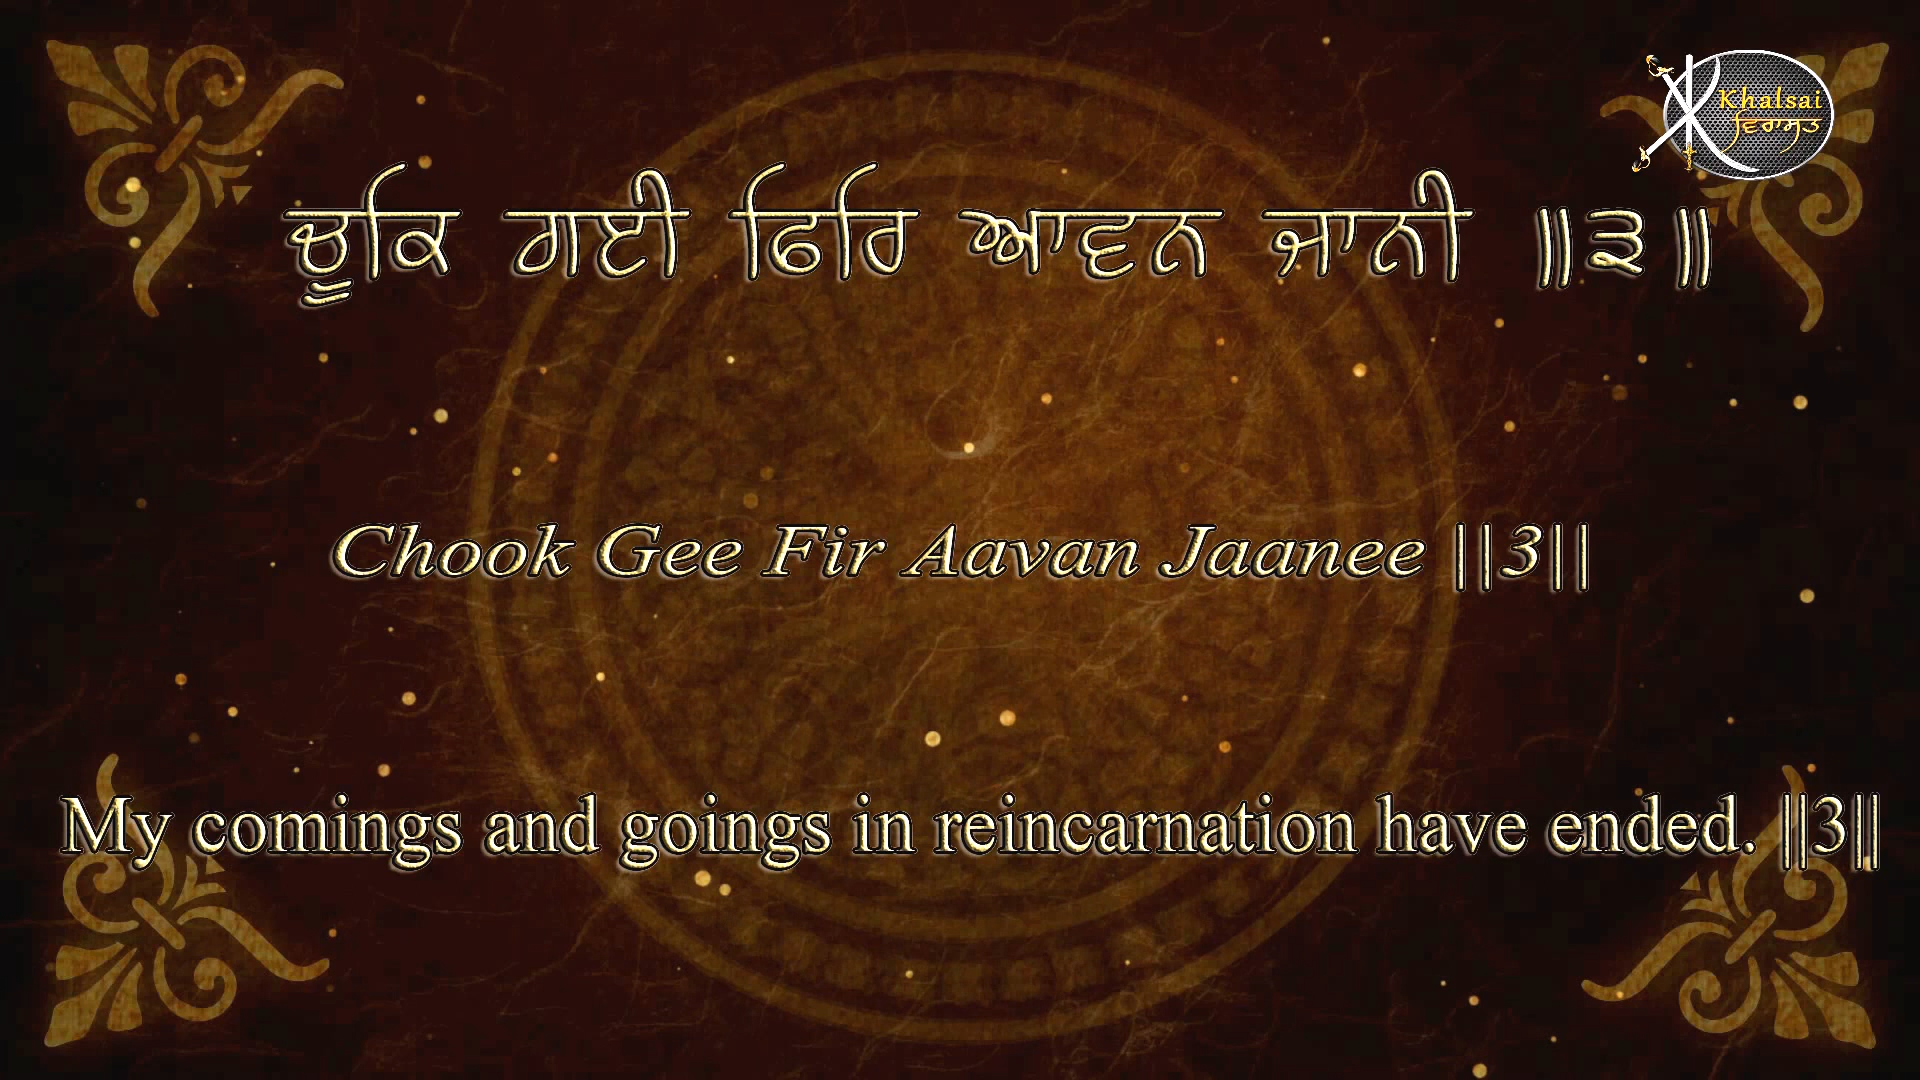 Khalsai
ਵਿਰਾਸਤ
ਚੂਕਿ ਗਈ ਫਿਰਿ ਆਵਨ ਜਾਨੀ ॥੩॥
Chook Gee Fir Aavan Jaanee ||3||
My comings and goings in reincarnation have ended. ||3||